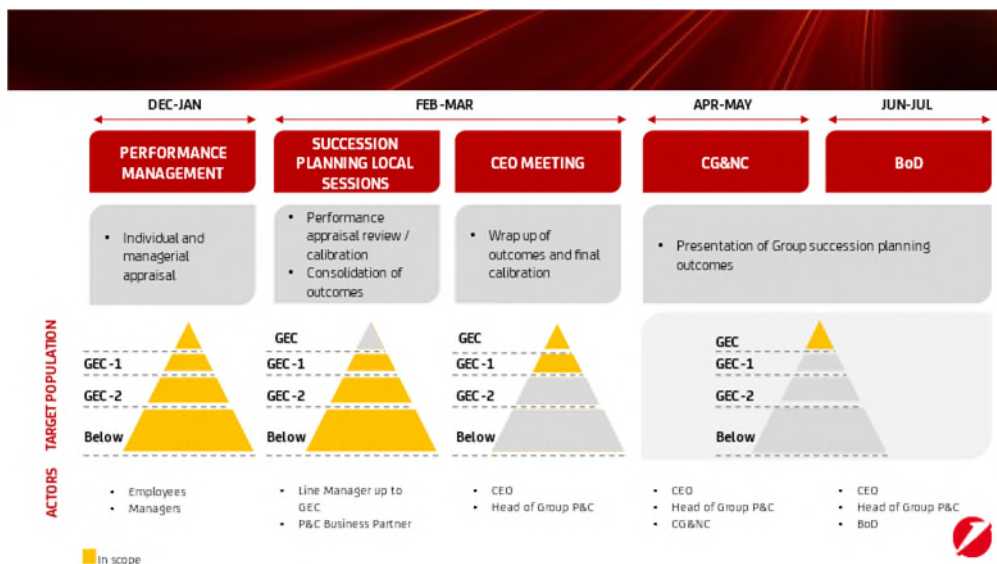 DEC-JAN
FEB-MAR
APR-MAY
JUN-JUL
PERFORMANCE
MANAGEMENT
SUCCESSION
PLANNING LOCAL
SESSIONS
CEO MEETING
CG&NC
BoD
• Individual and
managerial
appraisal
• Performance
appraisal review /
calibration
• Consolidation of
outcomes
• Wrap up of
outcomes and final
calibration
• Presentation of Group succession planning
outcomes
TARGET POPULATION
GEC-1
GEC-2
Below
GEC
GEC-1
GEC-2
Below
GEC
GEC-1
GEC-2
Below
GEC
GEC-1
GEC-2
Below
ACTORS
• Employees
• Managers
• Line Manager up to
GEC
• P&C Business Partner
• CEO
• Head of Group P&C
• CEO
• Head of Group P&C
• CG&NC
• CEO
• Head of Group P&C
• BoD
In scope